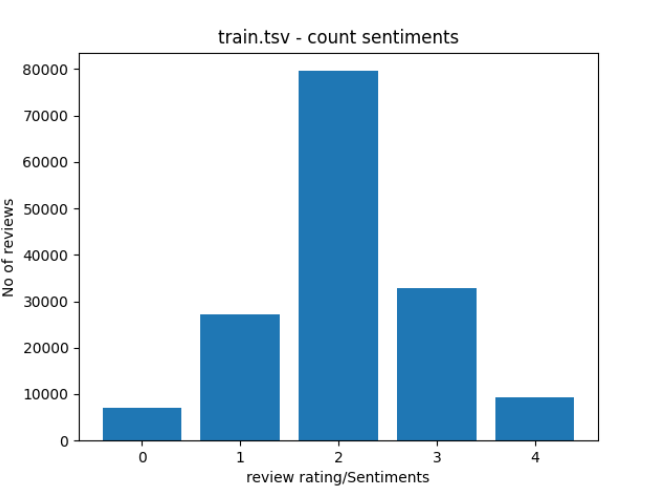 train.tsv - count sentiments
80000
70000
60000
50000
40000
30000
20000
10000
0
No of reviews
0 1 2 3 4
review rating/Sentiments